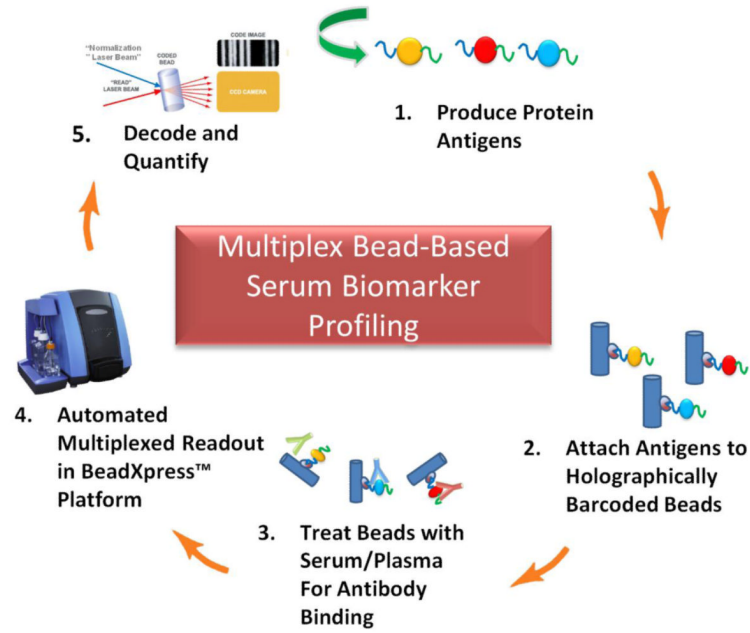 "Normalization
Laser Beam"
CODED
BEAD
CODE IMAGE
"READ"
LASER BEAM
CCD CAMERA
5. Decode and
Quantify
1. Produce Protein
Antigens
Multiplex Bead-Based
Serum Biomarker
Profiling
2. Attach Antigens to
Holographically
Barcoded Beads
3. Treat Beads with
Serum/Plasma
For Antibody
Binding
4. Automated
Multiplexed Readout
in BeadXpress™
Platform